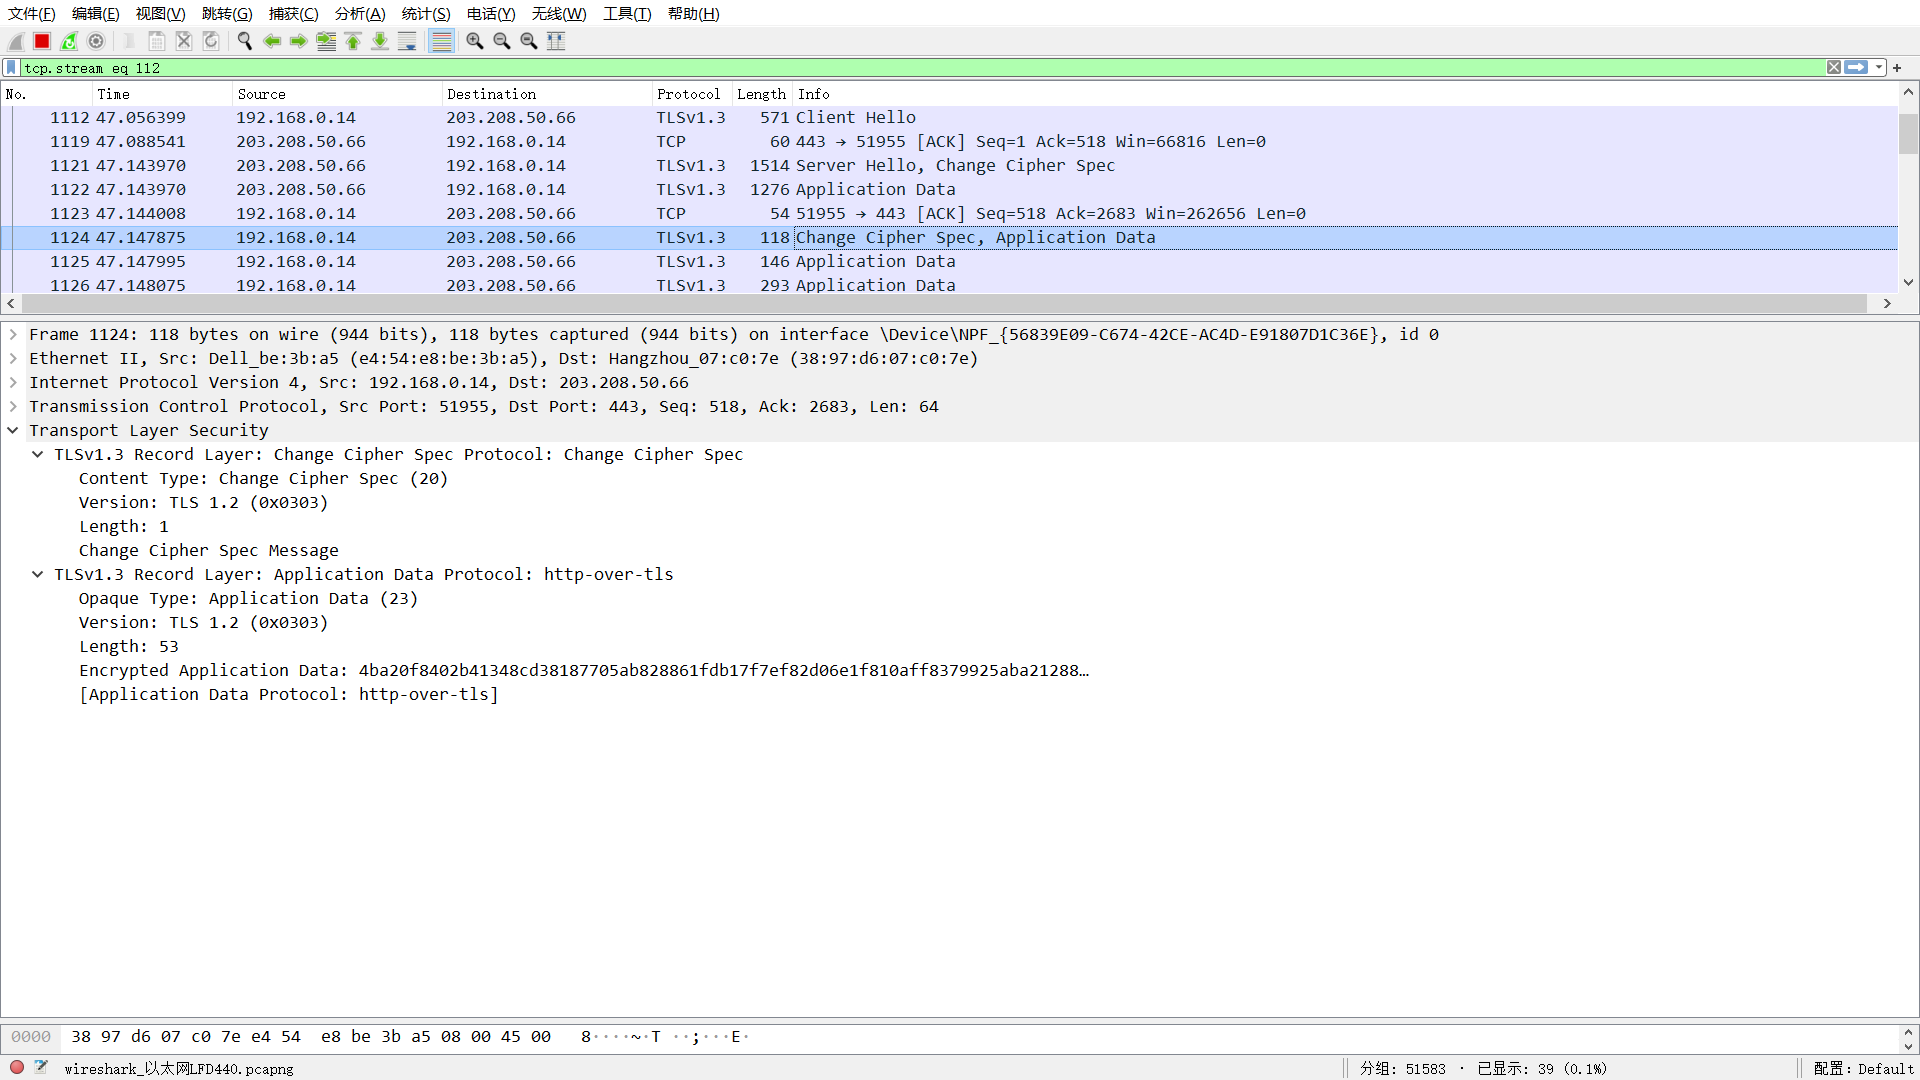 文件(F) 编辑(E) 视图(V) 跳转(G) 捕获(C) 分析(A) 统计(S) 电话(Y) 无线(W) 工具(T) 帮助(H)
tcp.stream eq 112
No. Time Source Destination Protocol Length Info
1112 47.056399 192.168.0.14 203.208.50.66 TLSv1.3 571 Client Hello
1119 47.088541 203.208.50.66 192.168.0.14 TCP 60 443 → 51955 [ACK] Seq=1 Ack=518 Win=66816 Len=0
1121 47.143970 203.208.50.66 192.168.0.14 TLSv1.3 1514 Server Hello, Change Cipher Spec
1122 47.143970 203.208.50.66 192.168.0.14 TLSv1.3 1276 Application Data
1123 47.144008 192.168.0.14 203.208.50.66 TCP 54 51955 → 443 [ACK] Seq=518 Ack=2683 Win=262656 Len=0
1124 47.147875 192.168.0.14 203.208.50.66 TLSv1.3 118 Change Cipher Spec, Application Data
1125 47.147995 192.168.0.14 203.208.50.66 TLSv1.3 146 Application Data
1126 47.148075 192.168.0.14 203.208.50.66 TLSv1.3 293 Application Data
Frame 1124: 118 bytes on wire (944 bits), 118 bytes captured (944 bits) on interface \Device\NPF_{56839E09-C674-42CE-AC4D-E91807D1C36E}, id 0
Ethernet II, Src: Dell_be:3b:a5 (e4:54:e8:be:3b:a5), Dst: Hangzhou_07:c0:7e (38:97:d6:07:c0:7e)
Internet Protocol Version 4, Src: 192.168.0.14, Dst: 203.208.50.66
Transmission Control Protocol, Src Port: 51955, Dst Port: 443, Seq: 518, Ack: 2683, Len: 64
Transport Layer Security
TLSv1.3 Record Layer: Change Cipher Spec Protocol: Change Cipher Spec
Content Type: Change Cipher Spec (20)
Version: TLS 1.2 (0x0303)
Length: 1
Change Cipher Spec Message
TLSv1.3 Record Layer: Application Data Protocol: http-over-tls
Opaque Type: Application Data (23)
Version: TLS 1.2 (0x0303)
Length: 53
Encrypted Application Data: 4ba20f8402b41348cd38187705ab828861fdb17f7ef82d06e1f810aff8379925aba21288…
[Application Data Protocol: http-over-tls]
0000 38 97 d6 07 c0 7e e4 54 e8 be 3b a5 08 00 45 00 8····~·T ··;···E·
wireshark_以太网LFD440.pcapng 分组: 51583 · 已显示: 39 (0.1%) 配置: Default